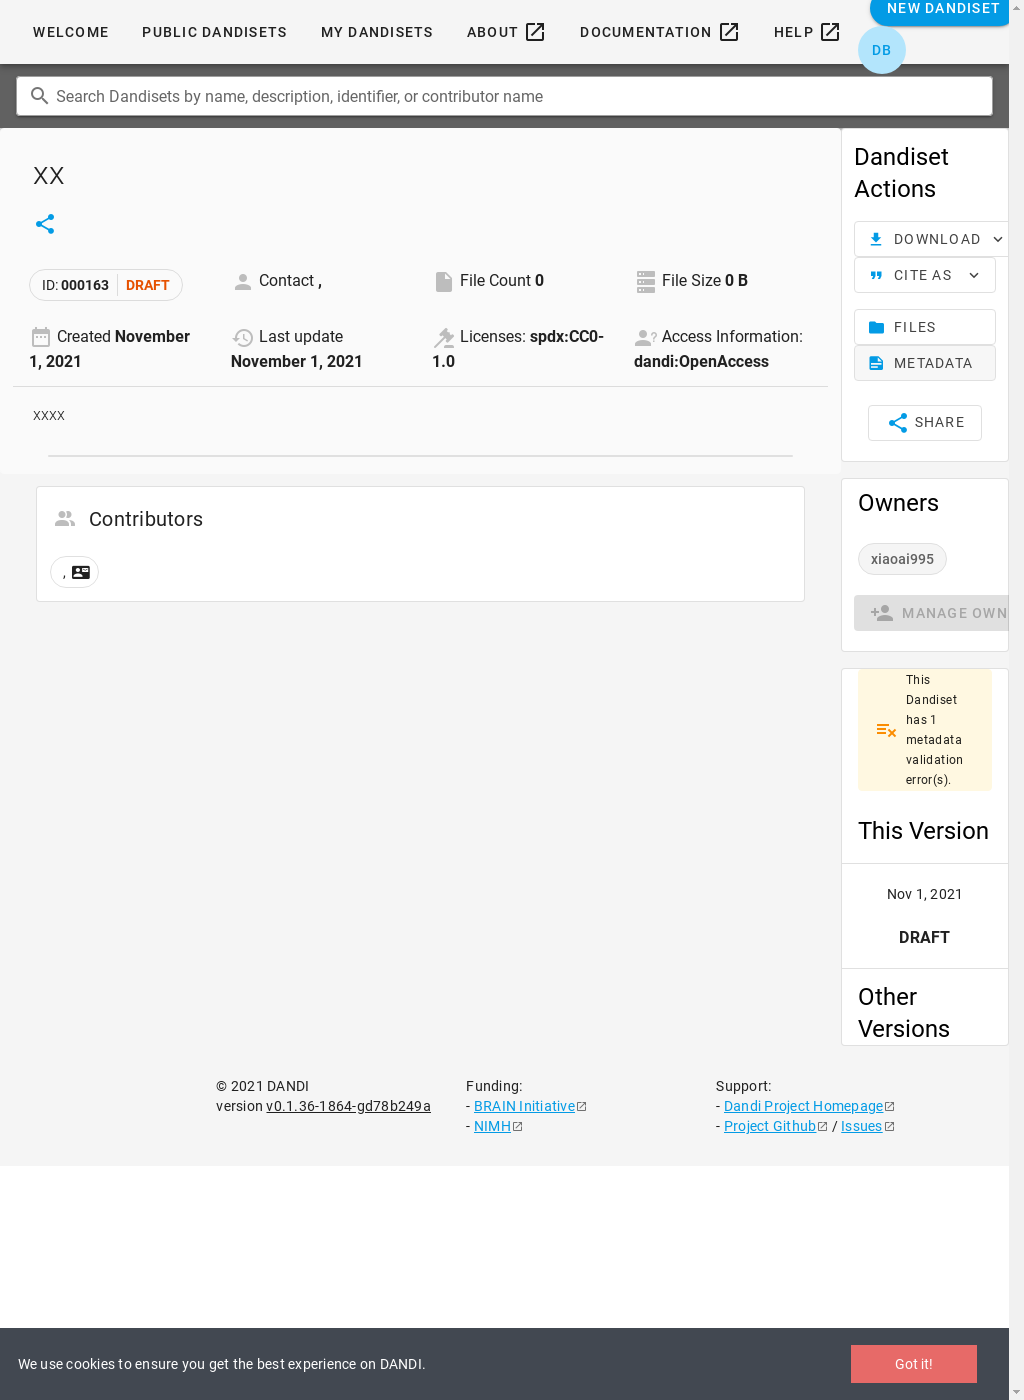 WELCOME PUBLIC DANDISETS MY DANDISETS ABOUT DOCUMENTATION HELP NEW DANDISET
DB
Search Dandisets by name, description, identifier, or contributor name
XX
ID: 000163 DRAFT Contact , File Count 0 File Size 0 B
Created November 1, 2021
Last update November 1, 2021
Licenses: spdx:CC0-1.0
Access Information: dandi:OpenAccess
xxxx
Contributors
,
Dandiset
Actions
DOWNLOAD
CITE AS
FILES
METADATA
SHARE
Owners
xiaoai995
MANAGE OWN
This
Dandiset
has 1
metadata
validation
error(s).
This Version
Nov 1, 2021
DRAFT
Other
Versions
© 2021 DANDI
version v0.1.36-1864-gd78b249a
Funding:
- BRAIN Initiative
- NIMH
Support:
- Dandi Project Homepage
- Project Github / Issues
We use cookies to ensure you get the best experience on DANDI.
Got it!